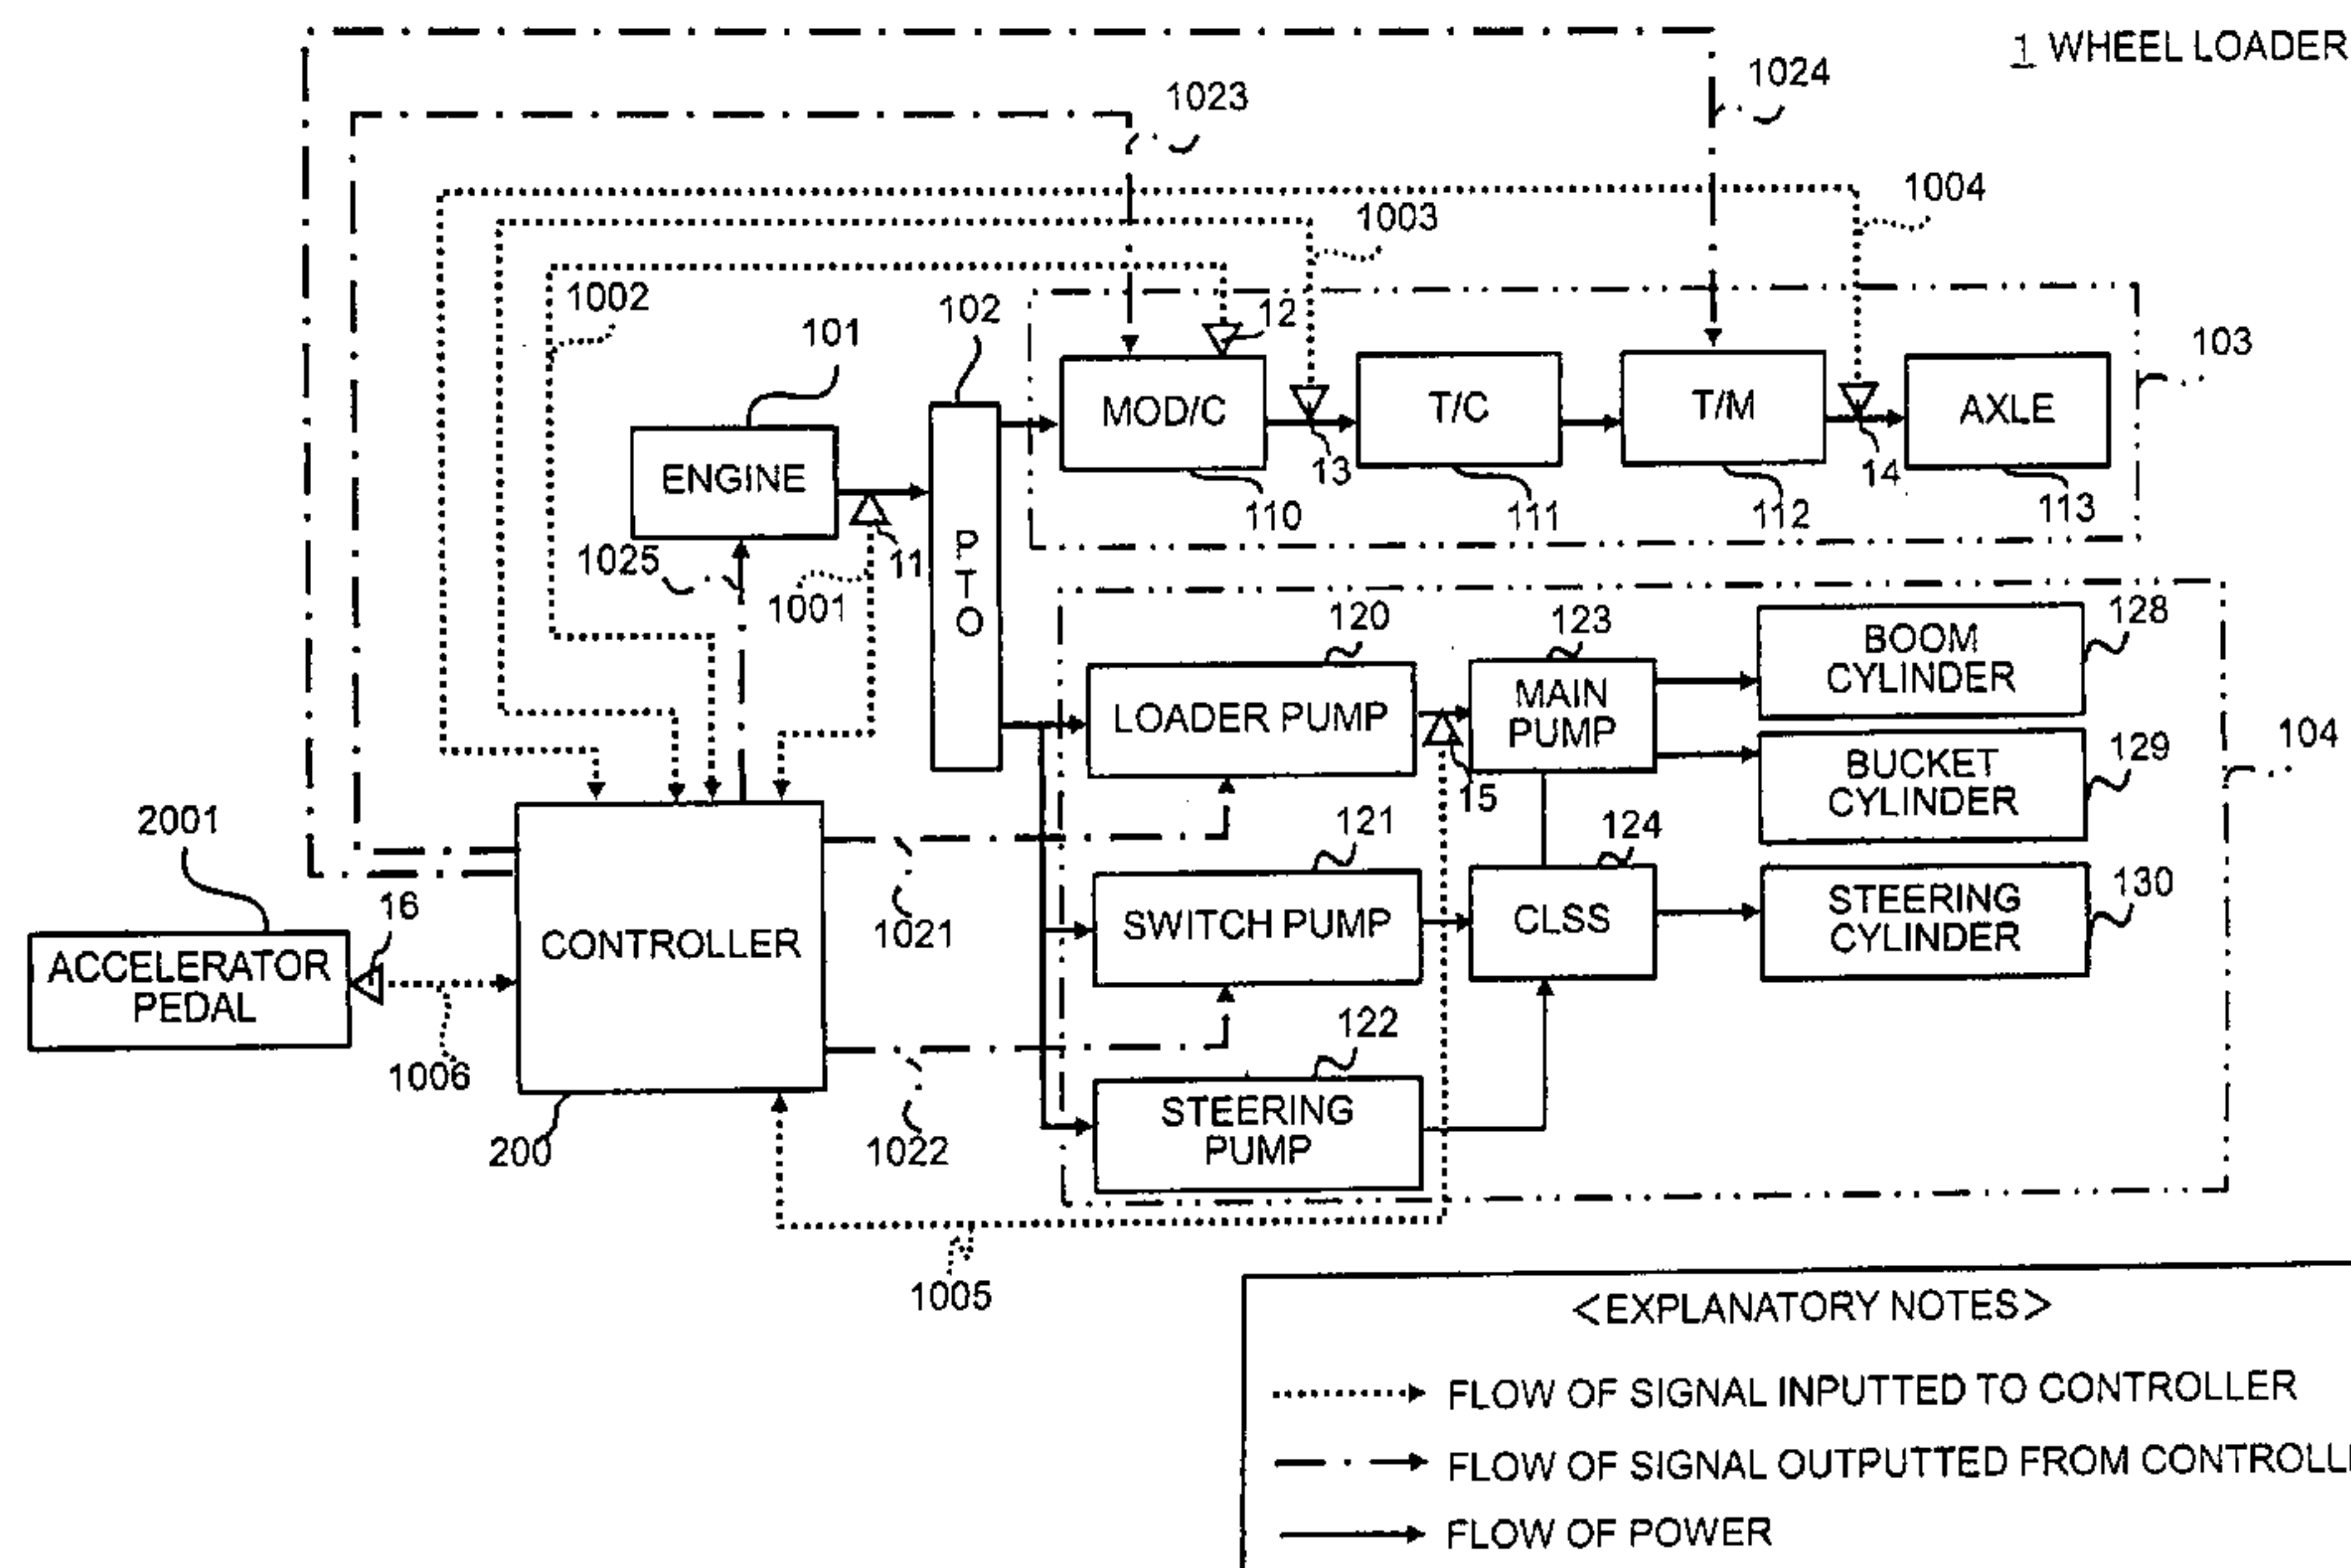 1 WHEEL LOADER
1024
1023
1004
1003
1002
102
12
101
103
MOD/C
T/C
T/M
AXLE
13
14
ENGINE
110
111
112
113
1025
11
1001
PTO
120
123
128
BOOM
CYLINDER
LOADER PUMP
MAIN
PUMP
104
129
BUCKET
CYLINDER
15
2001
121
124
16
130
STEERING
CYLINDER
SWITCH PUMP
CLSS
CONTROLLER
1021
ACCELERATOR
PEDAL
122
1006
STEERING
PUMP
200
1022
1005
<EXPLANATORY NOTES>
FLOW OF SIGNAL INPUTTED TO CONTROLLER
FLOW OF SIGNAL OUTPUTTED FROM CONTROLL
FLOW OF POWER